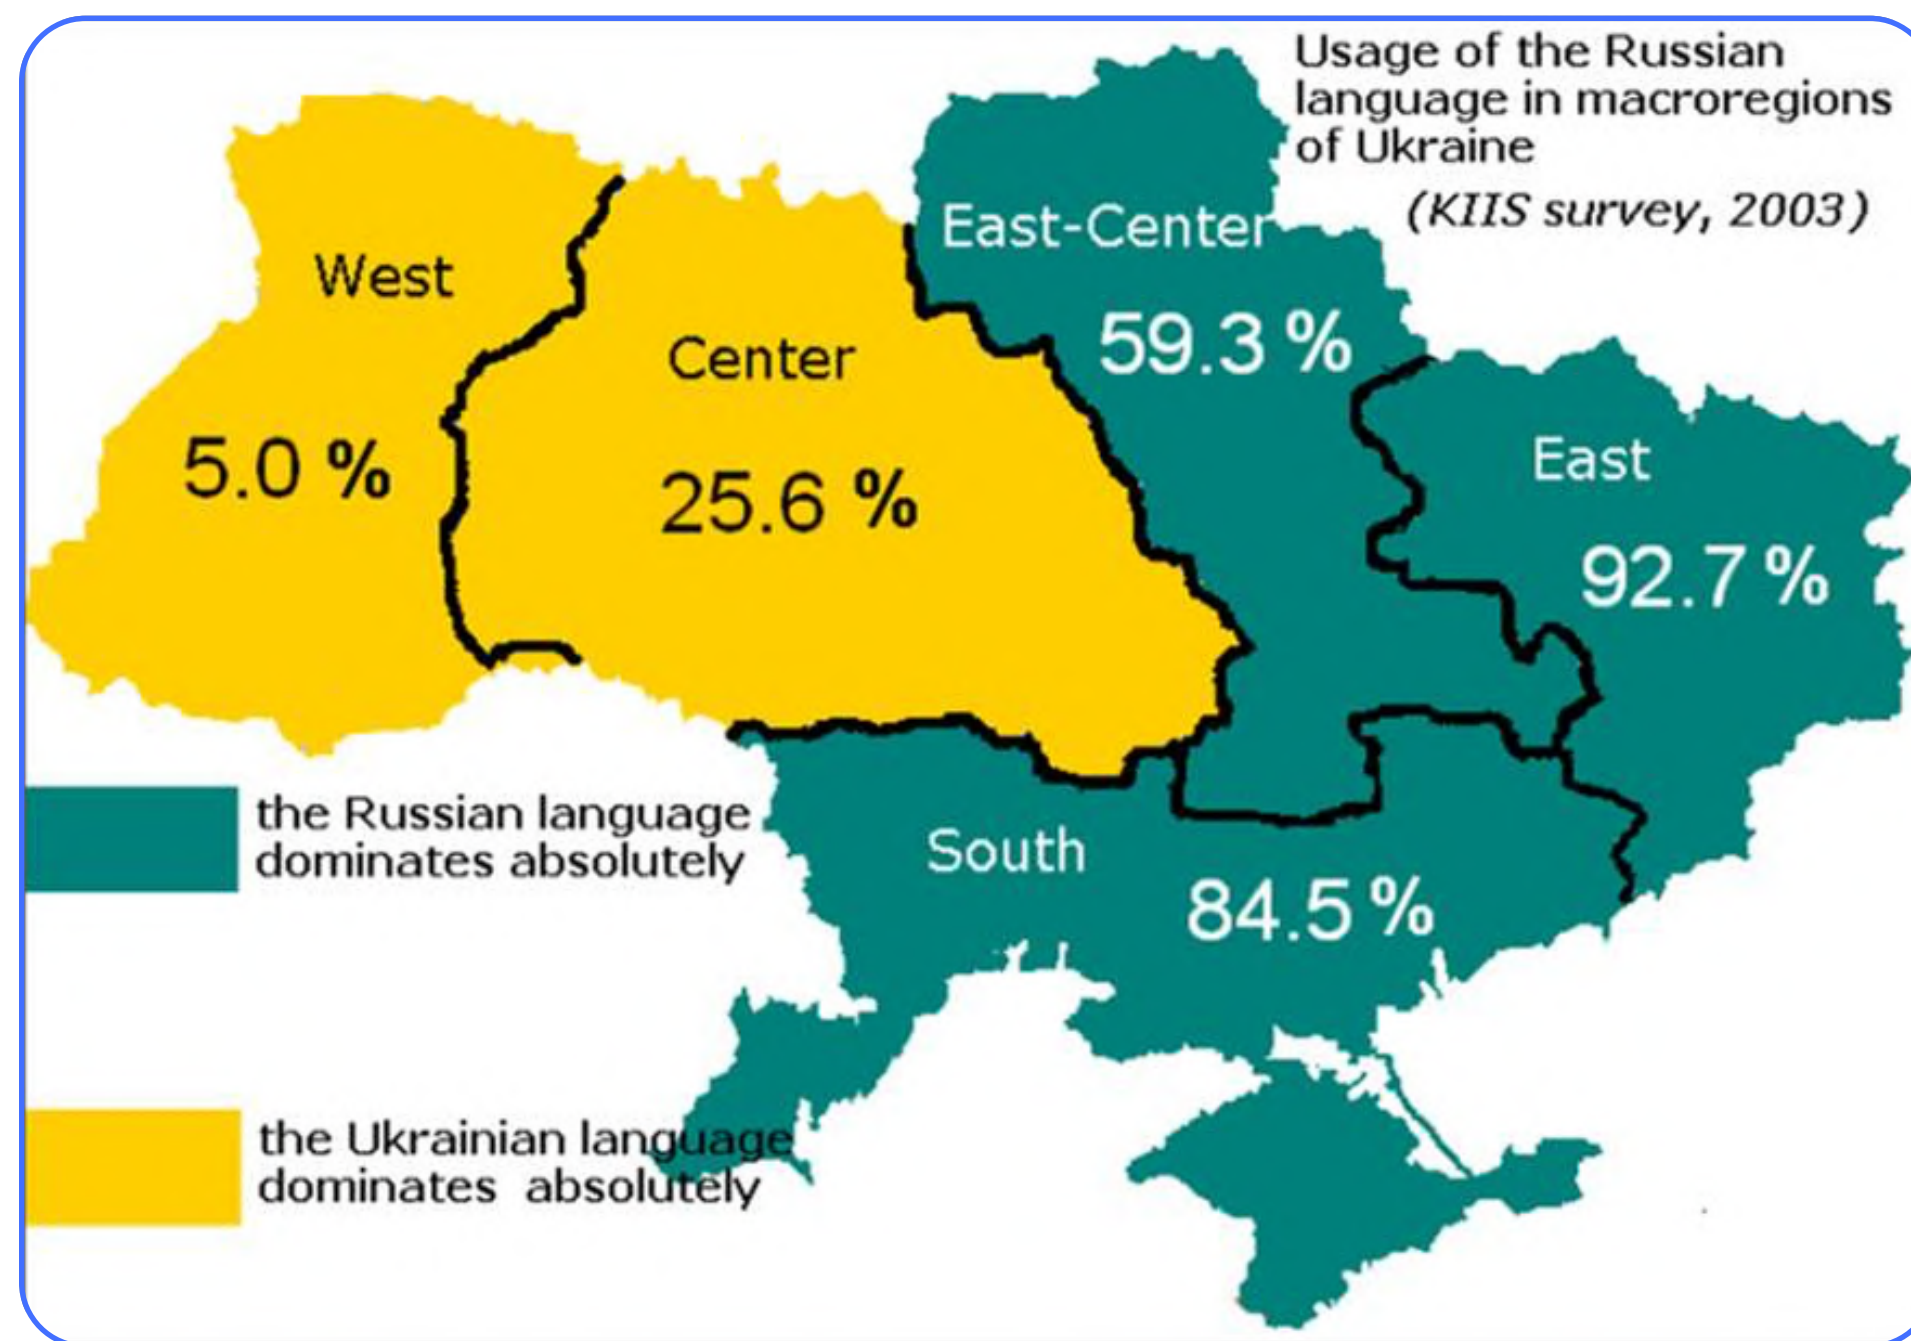 Usage of the Russian
language in macroregions
of Ukraine
(KIIS survey, 2003)
East-Center
59.3 %
West
5.0 %
Center
25.6 %
East
92.7 %
South
84.5 %
the Russian language
dominates absolutely
the Ukrainian language
dominates absolutely